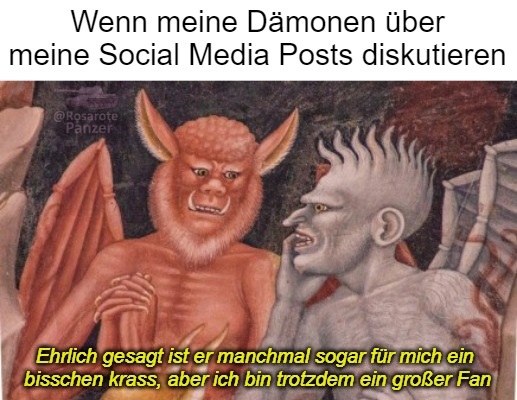 Wenn meine Dämonen über
meine Social Media Posts diskutieren
@Rosarote
Panzer
Ehrlich gesagt ist er manchmal sogar für mich ein
bisschen krass, aber ich bin trotzdem ein großer Fan